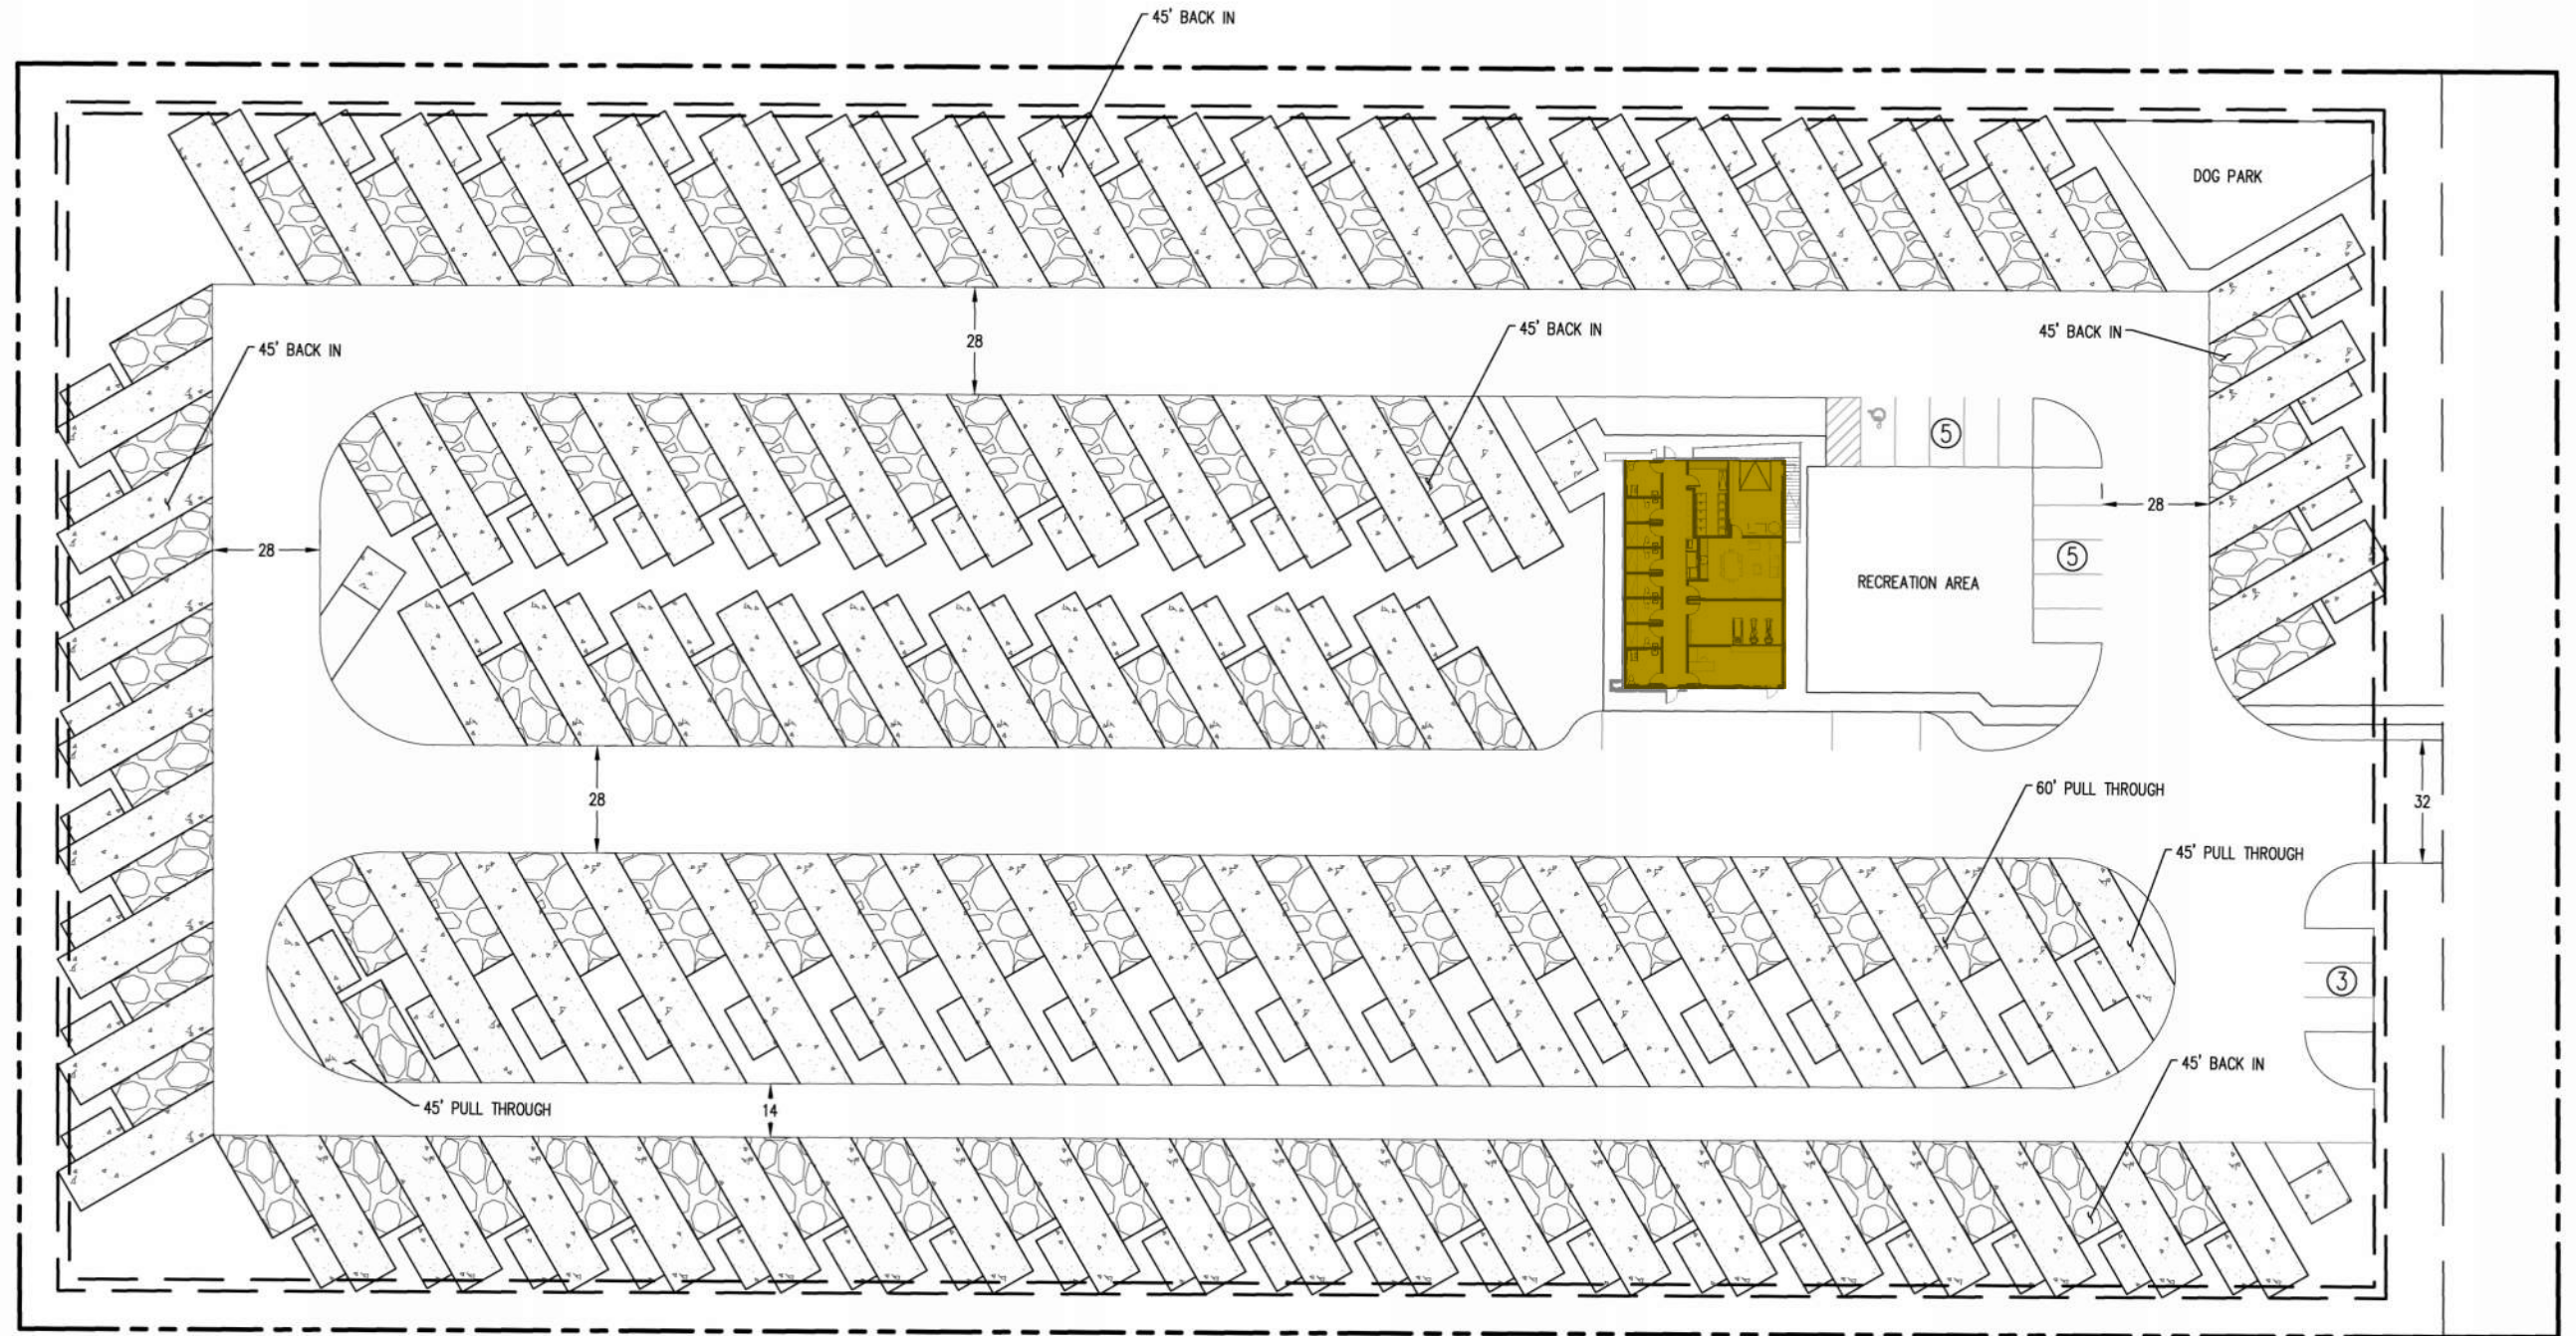 45' BACK IN
DOG PARK
28
45' BACK IN
45' BACK IN
45' BACK IN
5
28
28
5
RECREATION AREA
28
60' PULL THROUGH
32
45' PULL THROUGH
3
45' BACK IN
45' PULL THROUGH
14